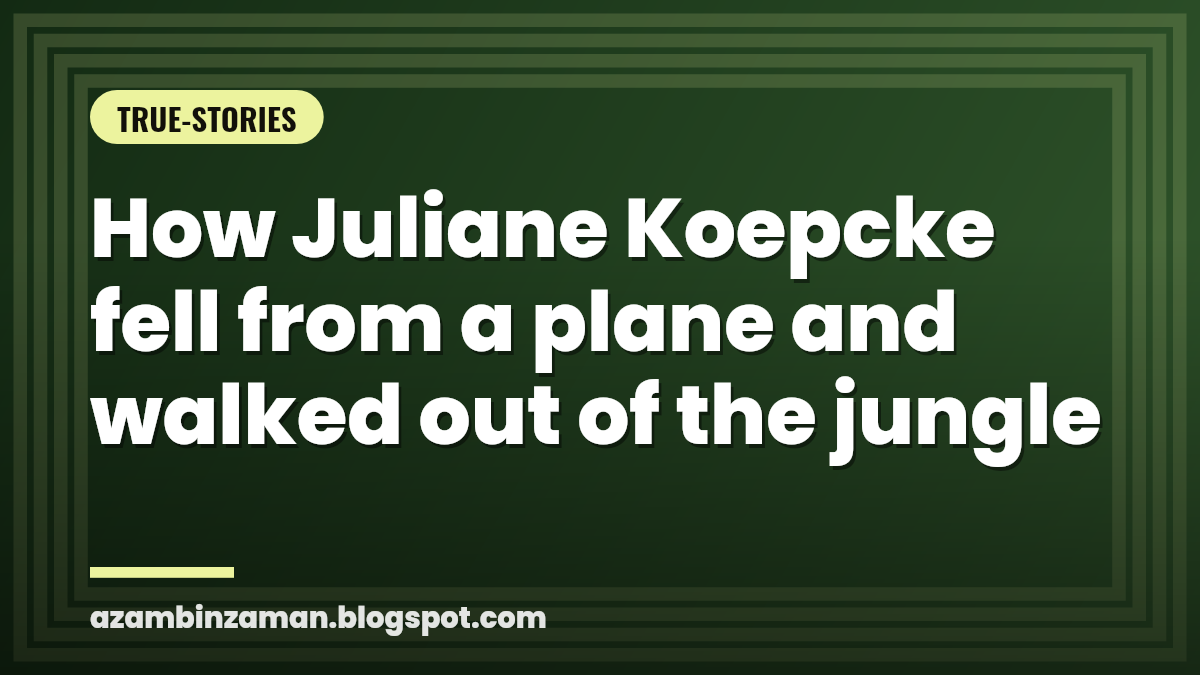 TRUE-STORIES
How Juliane Koepcke
fell from a plane and
walked out of the jungle
azambinzaman.blogspot.com